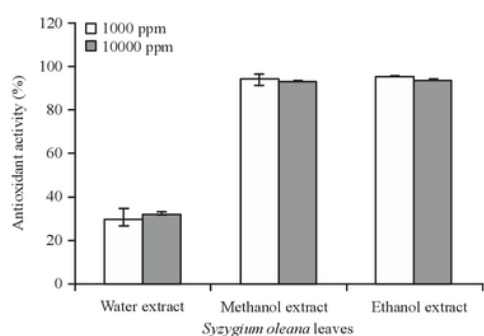 120
100
80
60
40
20
0
Antioxidant activity (%)
1000 ppm
10000 ppm
Water extract Methanol extract Ethanol extract
Syzygium oleana leaves